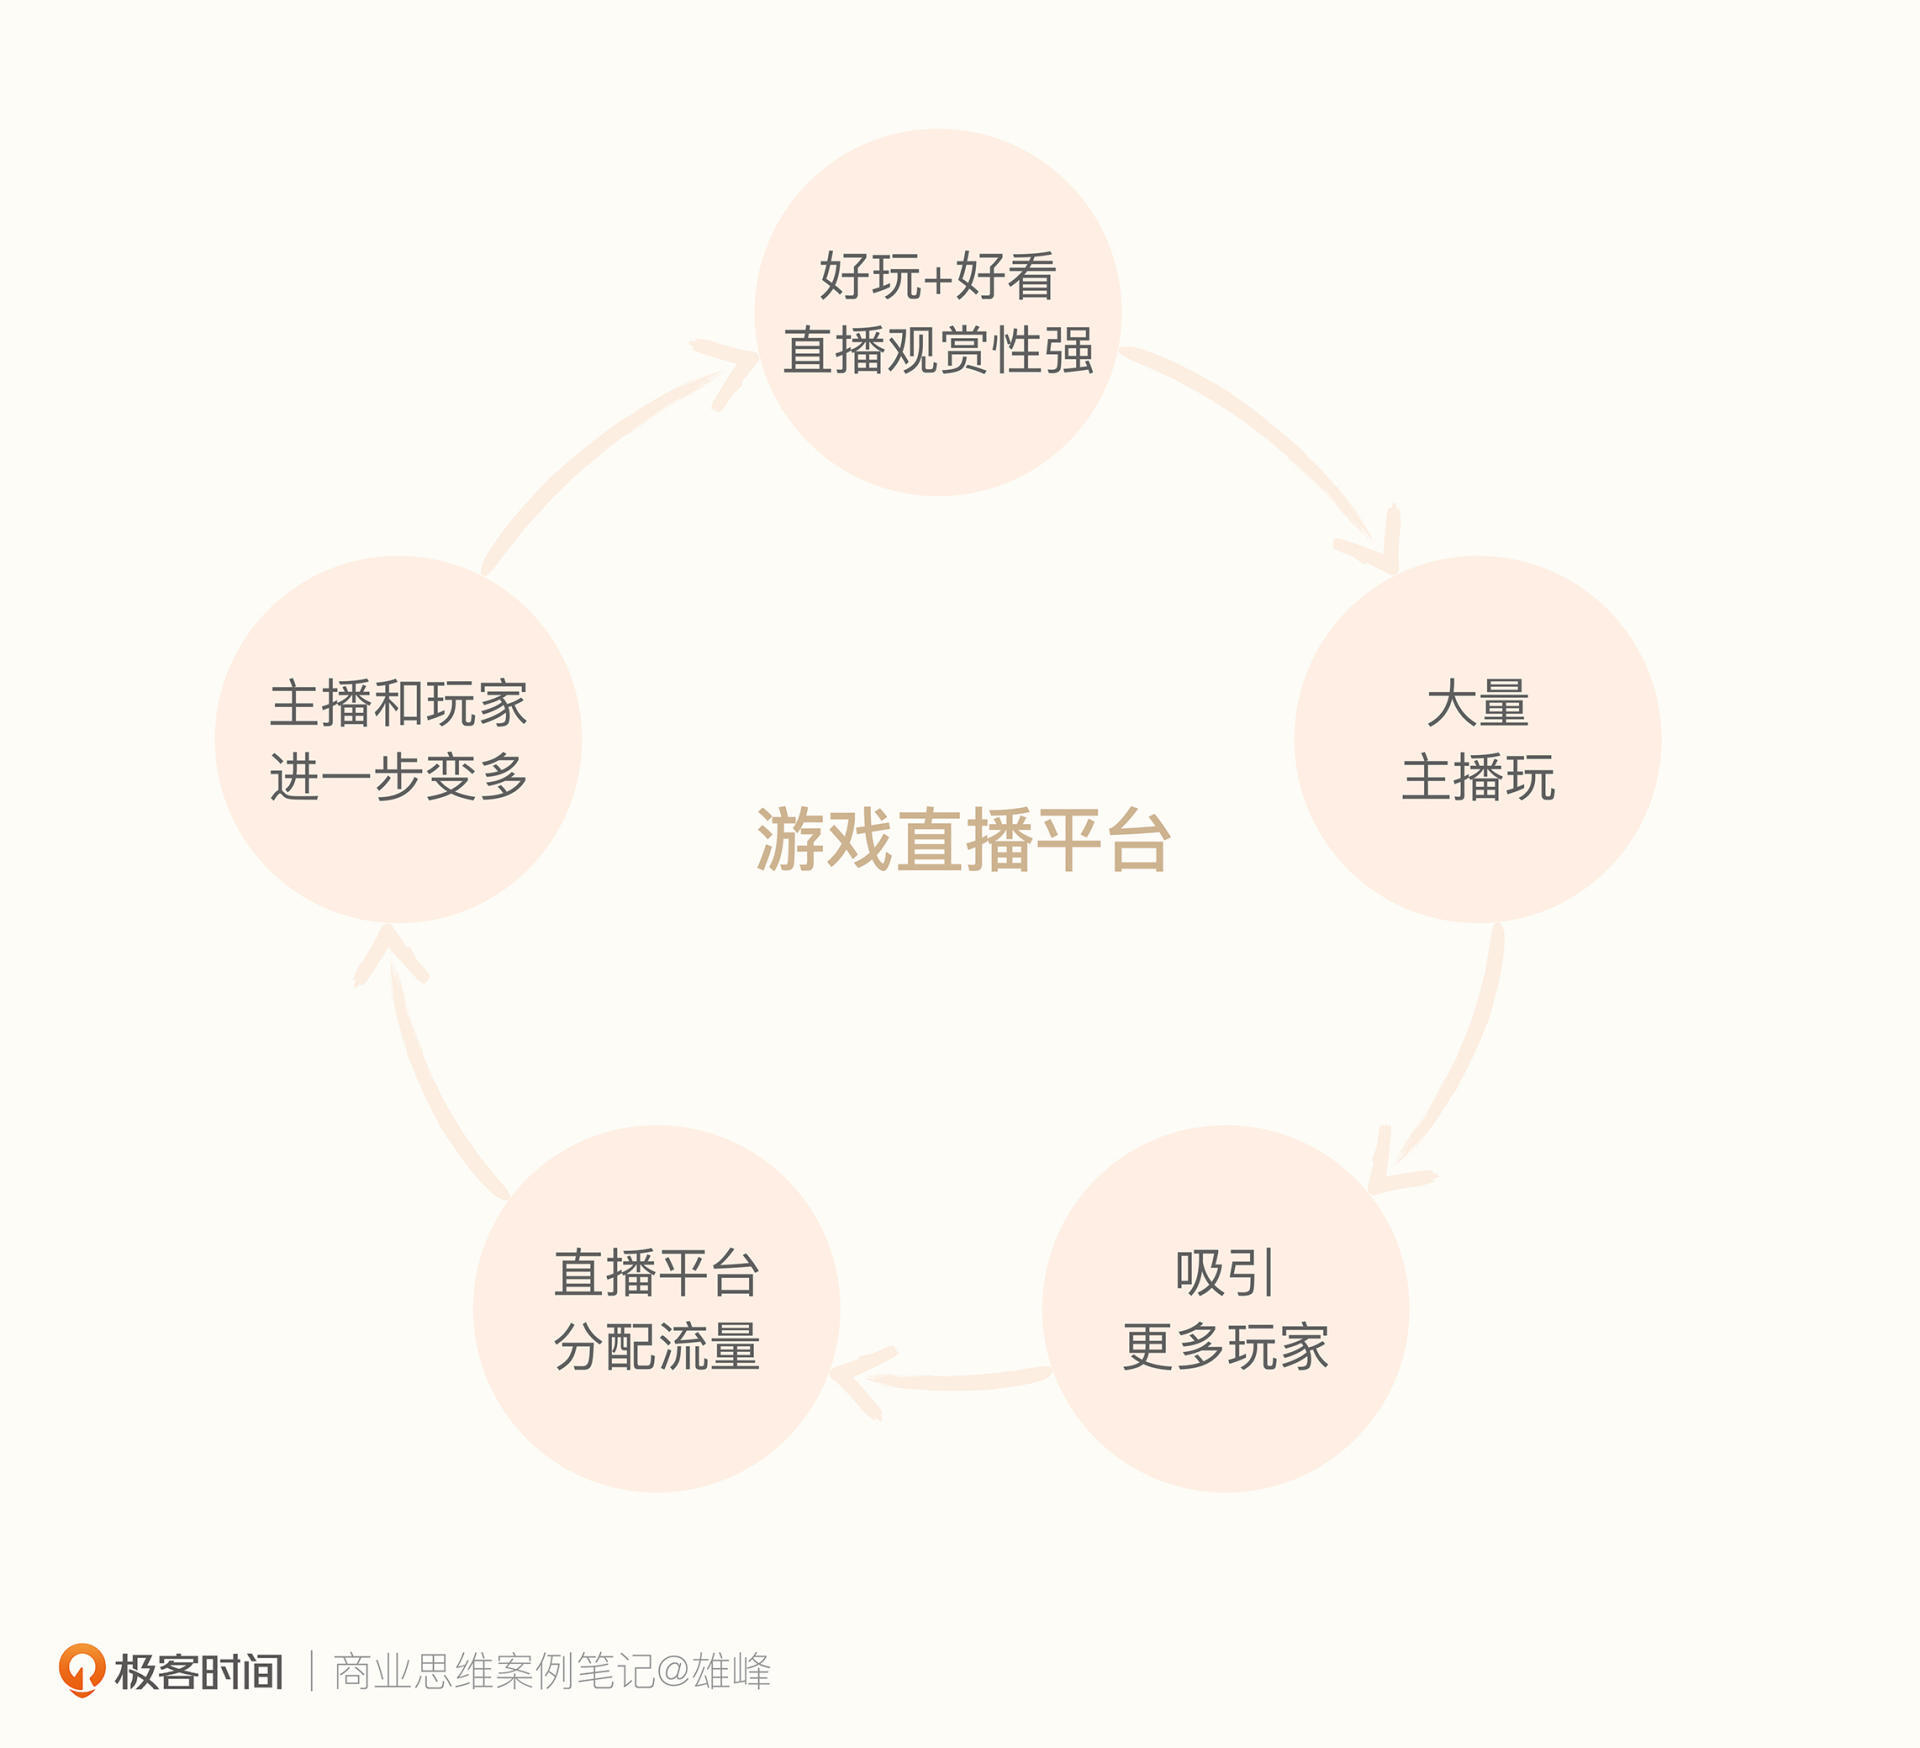 好玩+好看
直播观赏性强
大量
主播玩
吸引
更多玩家
直播平台
分配流量
主播和玩家
进一步变多
游戏直播平台
极客时间 | 商业思维案例笔记@雄峰